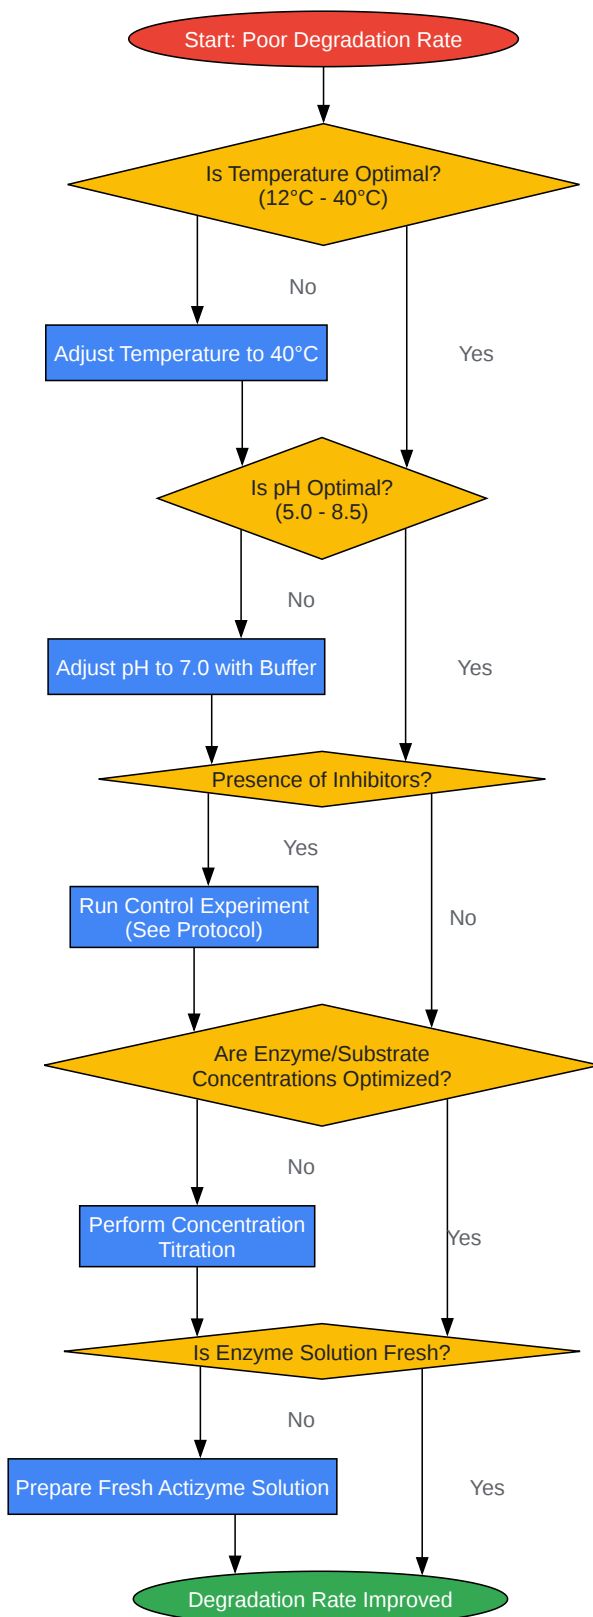 Start: Poor Degradation Rate
Is Temperature Optimal?
(12°C - 40°C)
No
Adjust Temperature to 40°C
Yes
Is pH Optimal?
(5.0 - 8.5)
No
Adjust pH to 7.0 with Buffer
Yes
Presence of Inhibitors?
Yes
Run Control Experiment
(See Protocol)
No
Are Enzyme/Substrate
Concentrations Optimized?
No
Perform Concentration
Titration
Yes
Is Enzyme Solution Fresh?
No
Prepare Fresh Actizyme Solution
Yes
Degradation Rate Improved